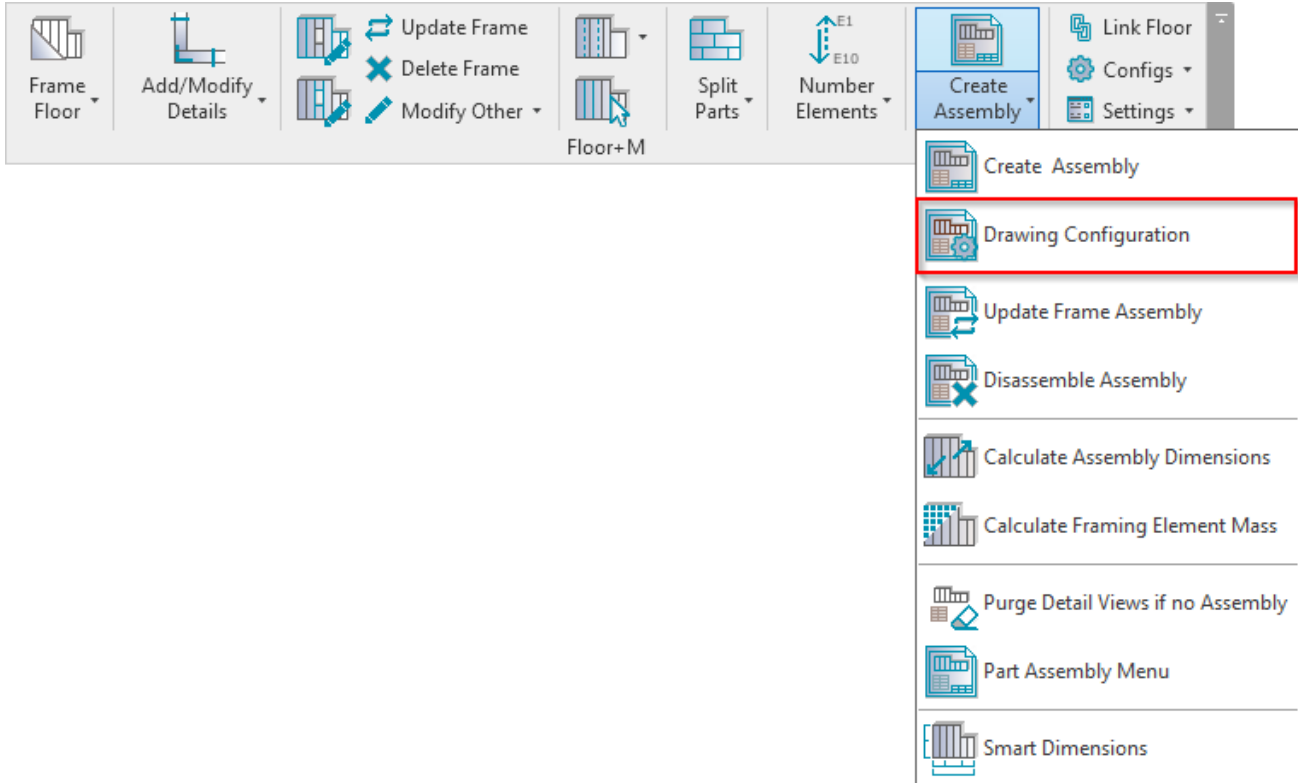 Frame
Floor
Add/Modify
Details
Update Frame
Delete Frame
Modify Other
Split
Parts
E1
E10
Number
Elements
Create
Assembly
Link Floor
Configs
Settings
Floor+M
Create Assembly
Drawing Configuration
Update Frame Assembly
Disassemble Assembly
Calculate Assembly Dimensions
Calculate Framing Element Mass
Purge Detail Views if no Assembly
Part Assembly Menu
Smart Dimensions